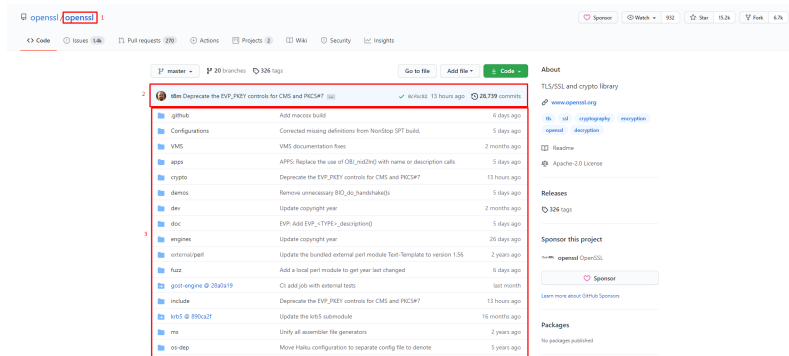 openssl / openssl 1
Sponsor Watch 932 Star 15.2k Fork 6.7k
Code Issues 1.4k Pull requests 270 Actions Projects 2 Wiki Security Insights
master 20 branches 326 tags Go to file Add file Code
2 t8m Deprecate the EVP_PKEY controls for CMS and PKCS#7 ... 13 hours ago 28,739 commits
.github Add macosx build 6 days ago
Configurations Corrected missing definitions from NonStop SPT build. 5 days ago
VMS VMS documentation fixes 2 months ago
apps APPS: Replace the use of OBJ_nid2ln() with name or description calls 5 days ago
crypto Deprecate the EVP_PKEY controls for CMS and PKCS#7 13 hours ago
demos Remove unnecessary BIO_do_handshake()s 5 days ago
dev Update copyright year 2 months ago
doc EVP: Add EVP_<TYPE>_description() 5 days ago
3
engines Update copyright year 26 days ago
external/perl Update the bundled external perl module Text-Template to version 1.56 2 years ago
fuzz Add a local perl module to get year last changed 6 days ago
gost-engine @ 28a0a19 CI: add job with external tests last month
include Deprecate the EVP_PKEY controls for CMS and PKCS#7 13 hours ago
krb5 @ 890ca2f Update the krb5 submodule 16 months ago
ms Unify all assembler file generators 2 years ago
os-dep Move Haiku configuration to separate config file to denote 5 years ago
About
TLS/SSL and crypto library
www.openssl.org
tls ssl cryptography encryption
openssl decryption
Readme
Apache-2.0 License
Releases
326 tags
Sponsor this project
openssl OpenSSL
Sponsor
Learn more about GitHub Sponsors
Packages
No packages published